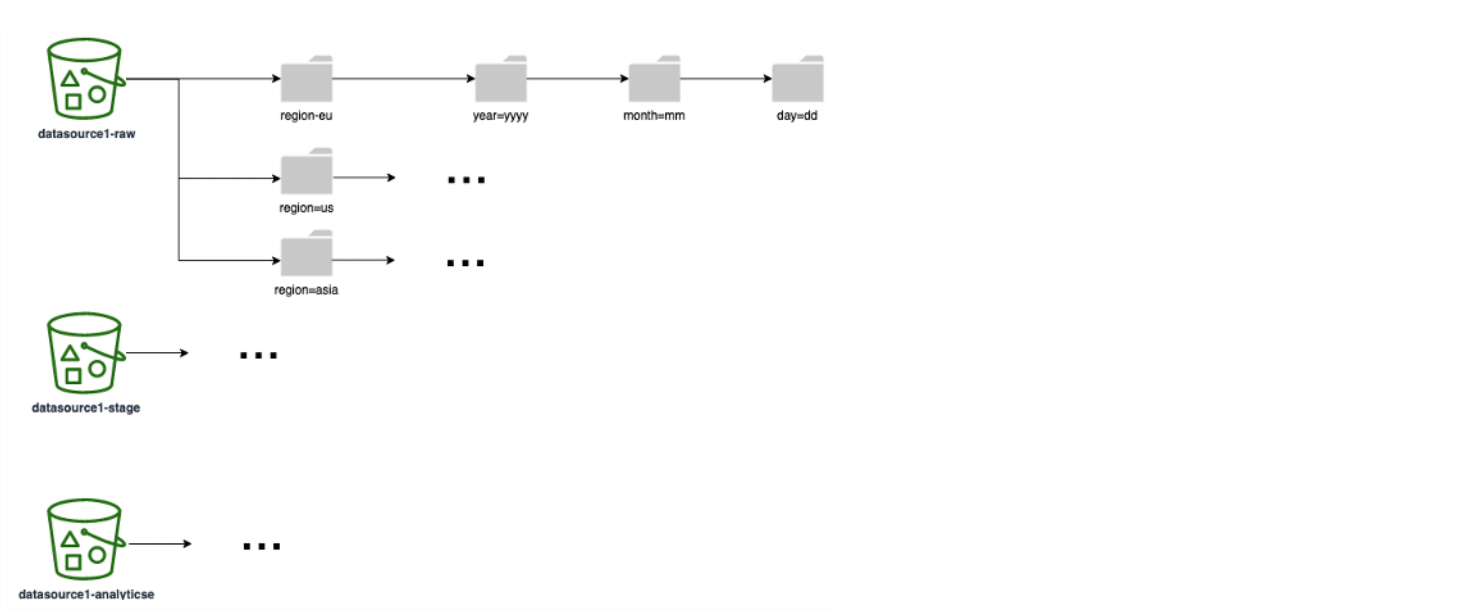 region-eu
year=yyyy
month=mm
day=dd
datasource1-raw
...
region=us
...
region=asia
...
datasource1-stage
...
datasource1-analyticse